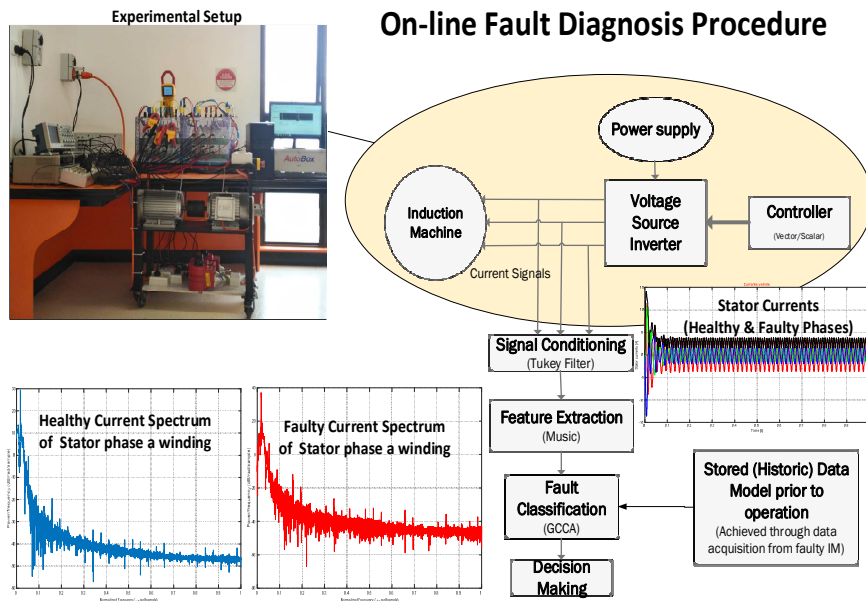 Experimental Setup
On-line Fault Diagnosis Procedure
AutoBox
Power supply
Induction
Machine
Voltage
Source
Inverter
Controller
(Vector/Scalar)
Current Signals
Stator Currents
(Healthy & Faulty Phases)
Signal Conditioning
(Tukey Filter)
Feature Extraction
(Music)
Fault
Classification
(GCCA)
Decision
Making
Stored (Historic) Data
Model prior to
operation
(Achieved through data
acquisition from faulty IM)
Healthy Current Spectrum
of Stator phase a winding
Faulty Current Spectrum
of Stator phase a winding